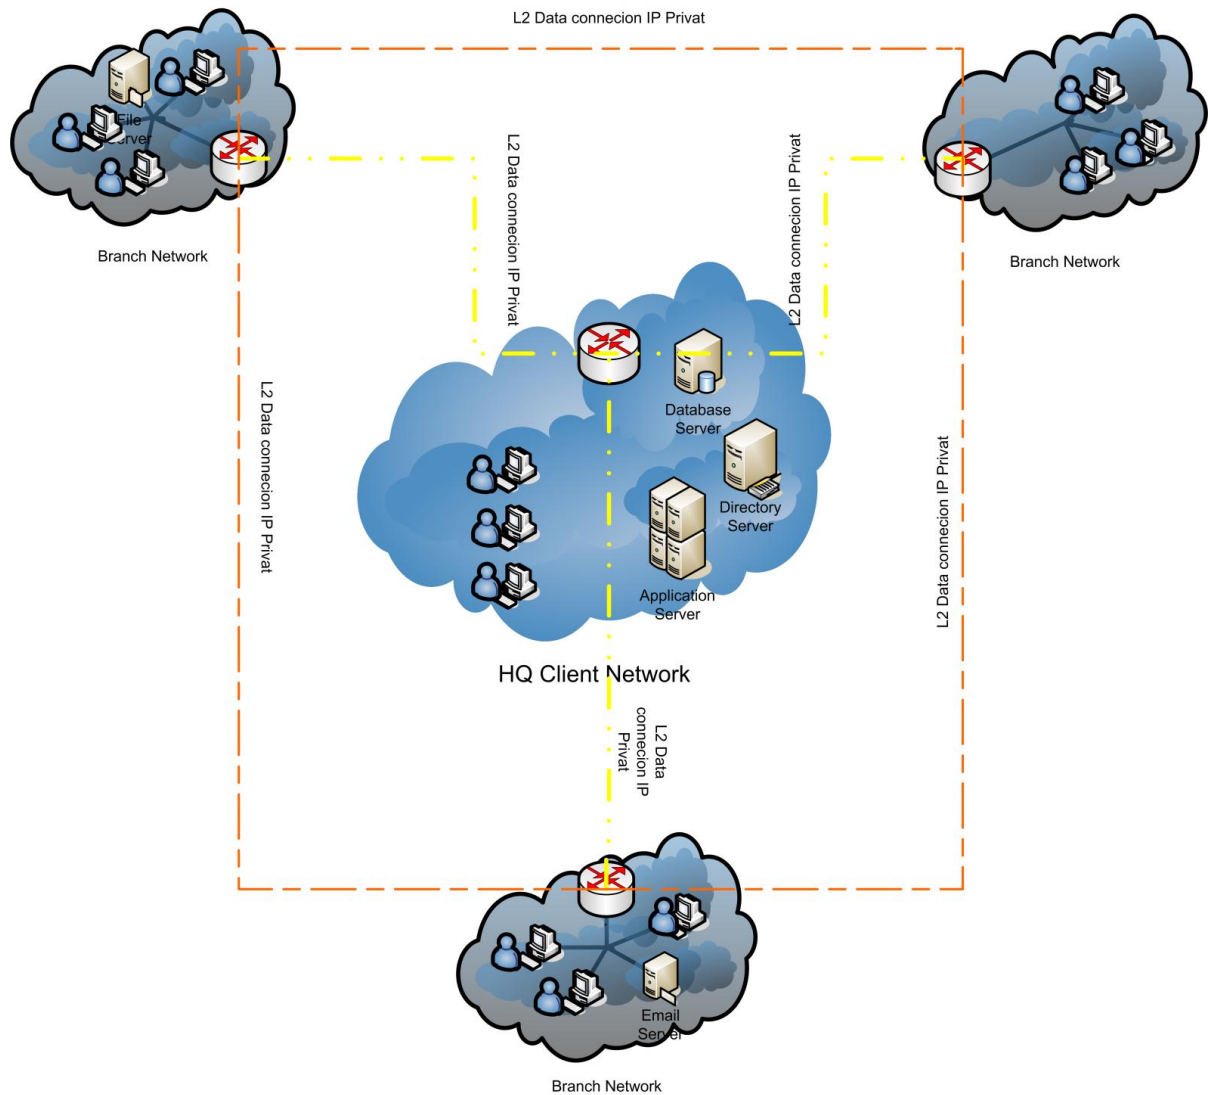 L2 Data connecion IP Privat
File
Server
L2 Data connecion IP Privat
L2 Data connecion IP Privat
Branch Network
Branch Network
L2 Data connecion IP Privat
Database
Server
L2 Data connecion IP Privat
Directory
Server
Application
Server
HQ Client Network
L2 Data
connecion IP
Privat
Email
Server
Branch Network